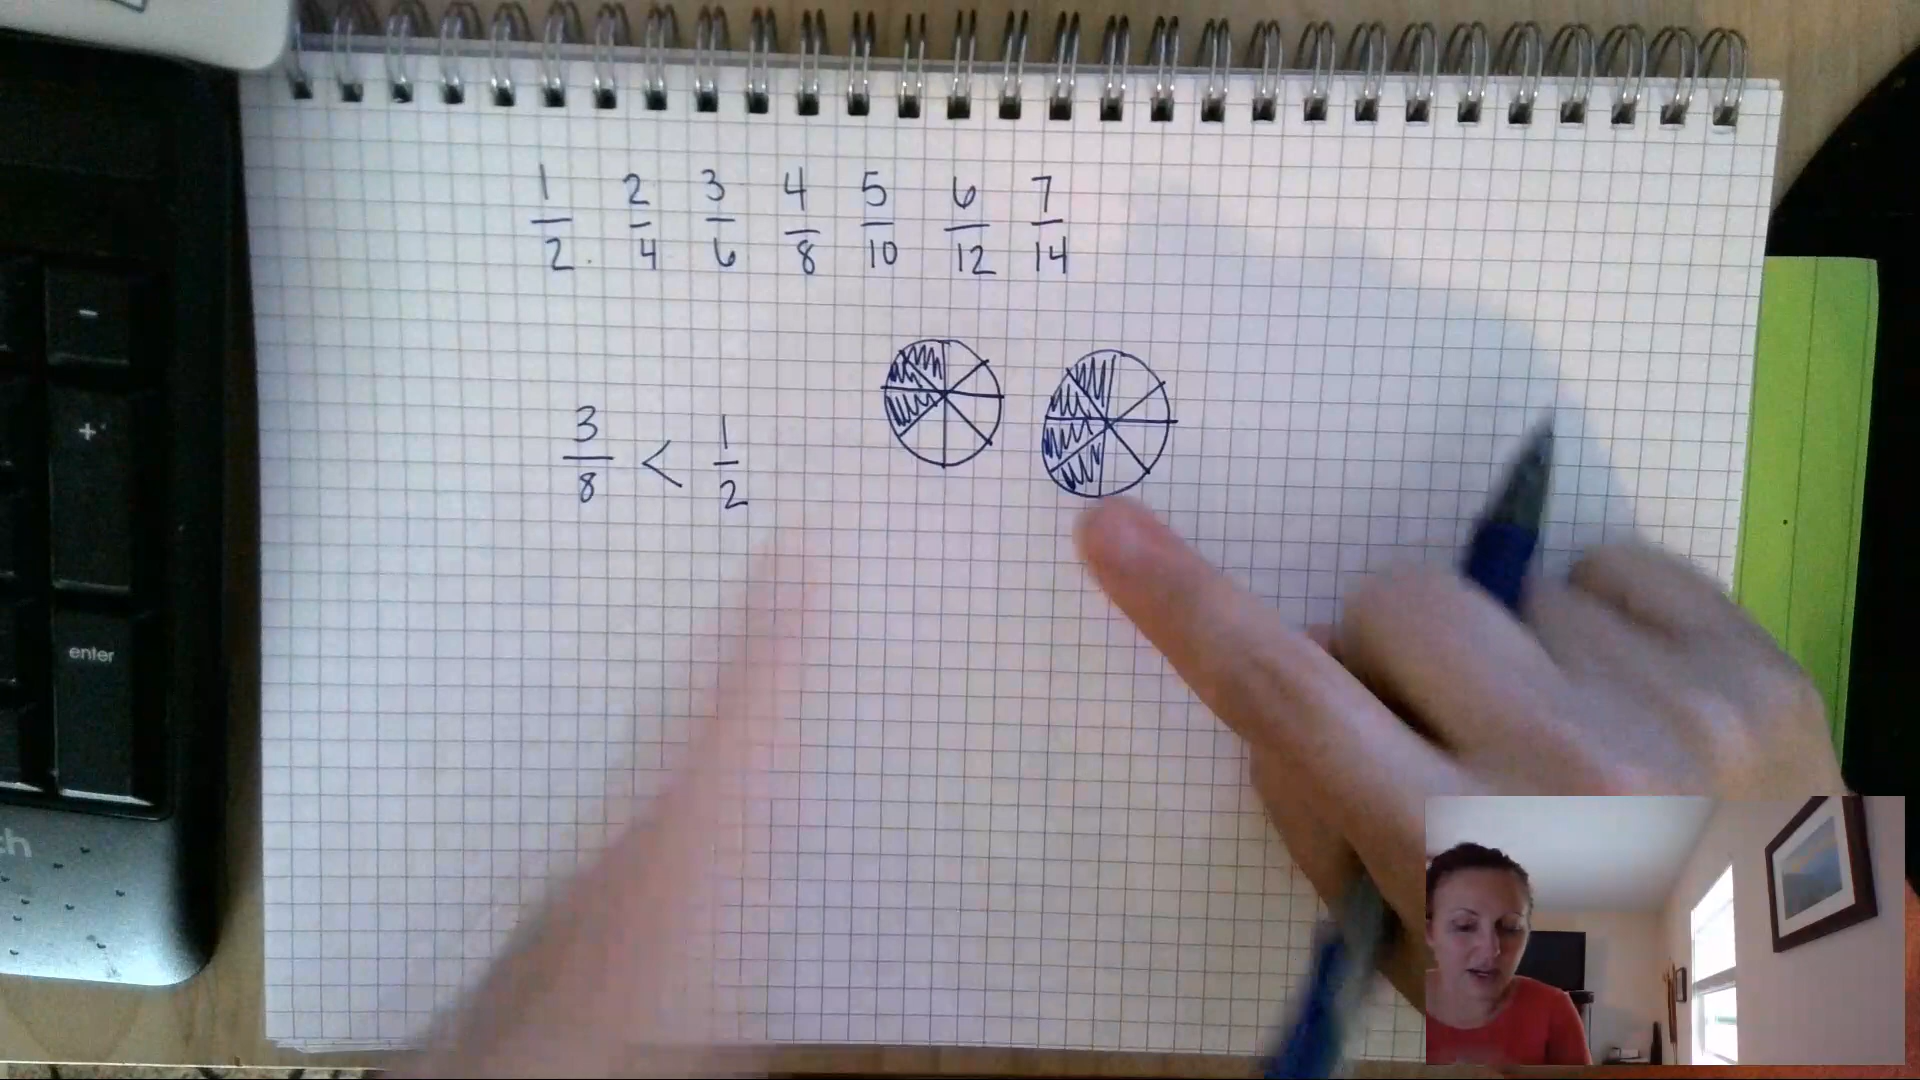 1/2 2/4 3/6 4/8 5/10 6/12 7/14
3/8 < 1/2
-
+
enter
ch